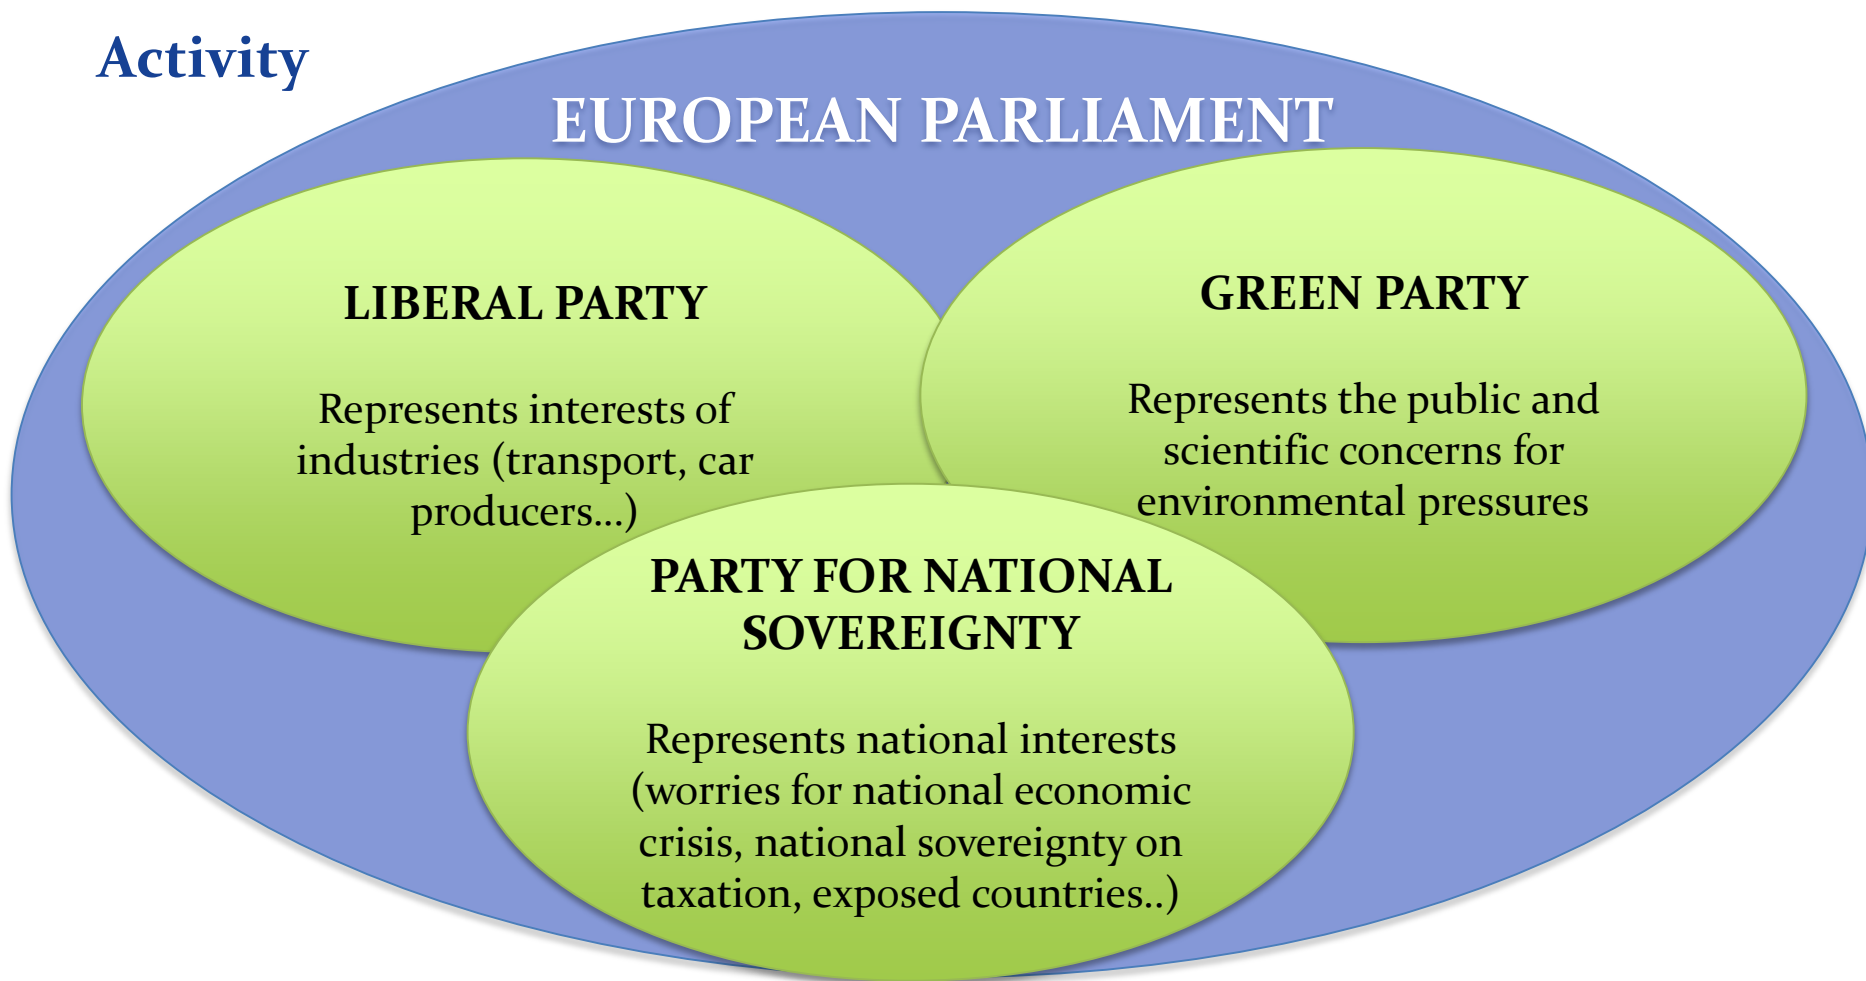 Activity
EUROPEAN PARLIAMENT
LIBERAL PARTY
Represents interests of
industries (transport, car
producers...)
GREEN PARTY
Represents the public and
scientific concerns for
environmental pressures
PARTY FOR NATIONAL
SOVEREIGNTY
Represents national interests
(worries for national economic
crisis, national sovereignty on
taxation, exposed countries..)